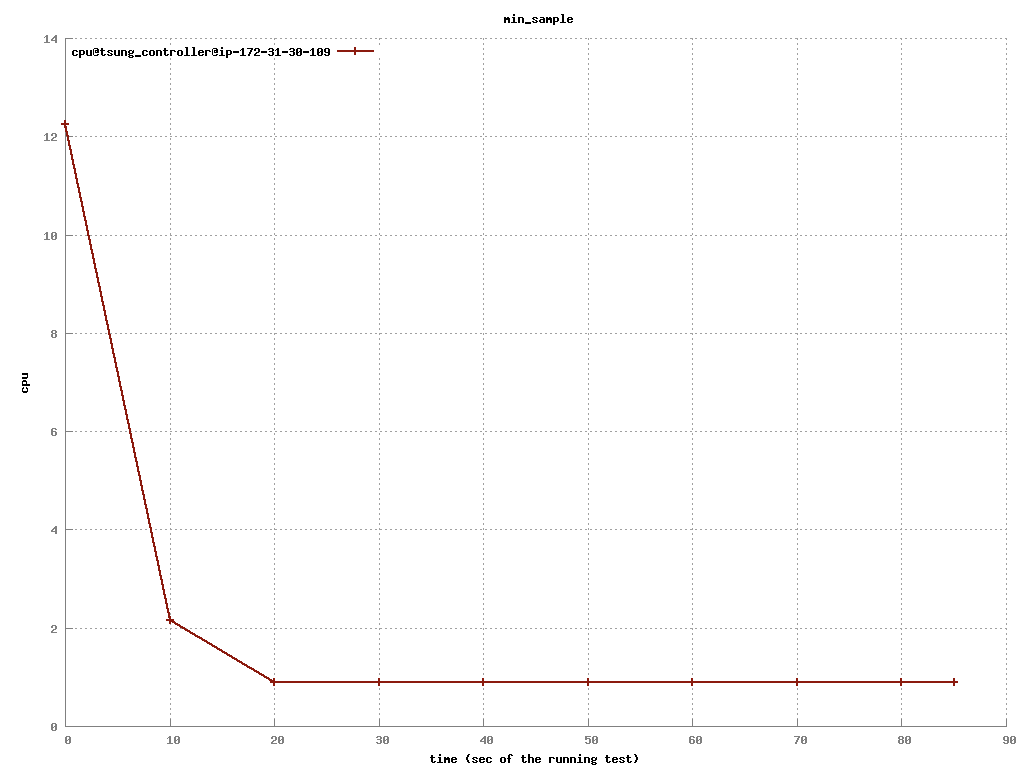 min_sample
14
cpu@tsung_controller@ip-172-31-30-109
12
10
8
cpu
6
4
2
0
0 10 20 30 40 50 60 70 80 90
time (sec of the running test)